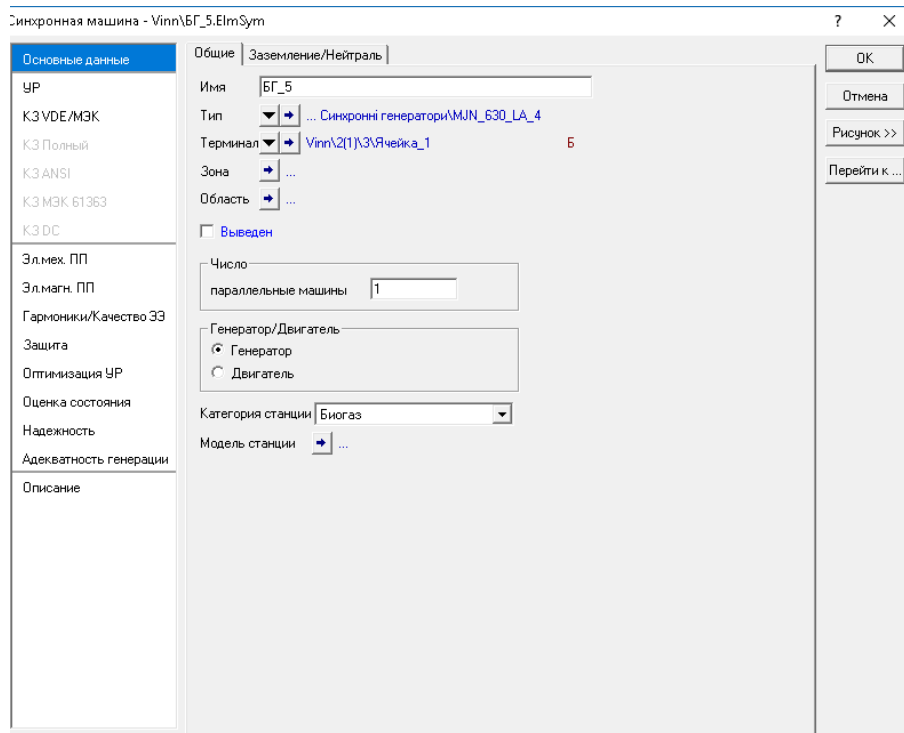 Синхронная машина - Vinn\БГ_5.ElmSym ? ×
Основные данные
УР
КЗ VDE/МЭК
КЗ Полный
КЗ ANSI
КЗ МЭК 61363
КЗ DC
Эл.мех. ПП
Эл.магн. ПП
Гармоники/Качество ЭЭ
Защита
Оптимизация УР
Оценка состояния
Надежность
Адекватность генерации
Описание
Общие Заземление/Нейтраль
Имя БГ_5
Тип ... Синхронні генератори\MJN_630_LA_4
Терминал Vinn\2(1)\3\Ячейка_1 Б
Зона ...
Область ...
Выведен
Число
параллельные машины 1
Генератор/Двигатель
Генератор
Двигатель
Категория станции Биогаз
Модель станции ...
OK
Отмена
Рисунок >>
Перейти к ...